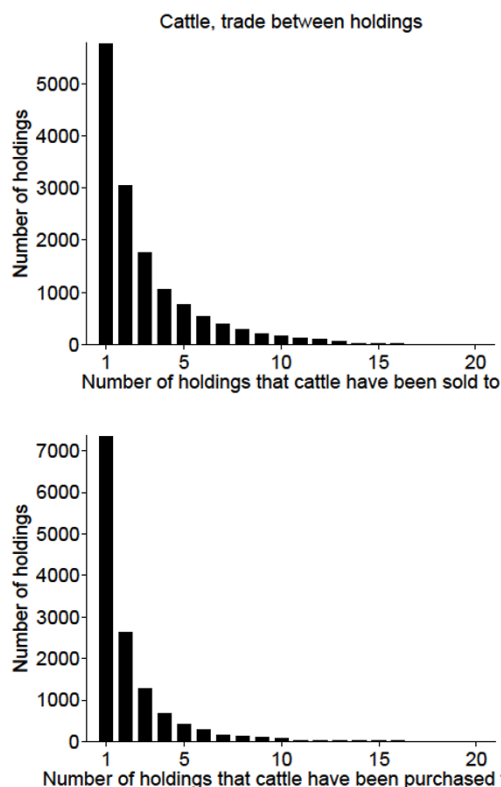 Cattle, trade between holdings
Number of holdings
5000
4000
3000
2000
1000
0
1 5 10 15 20
Number of holdings that cattle have been sold to
Number of holdings
7000
6000
5000
4000
3000
2000
1000
0
1 5 10 15 20
Number of holdings that cattle have been purchased